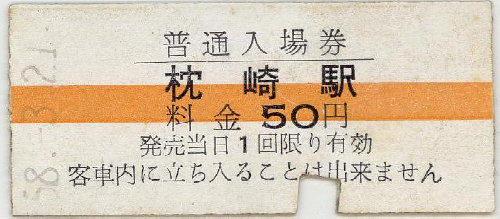 普通入場券
枕崎駅
料金50円
発売当日1回限り有効
客車内に立ち入ることは出来ません
58.-3.21